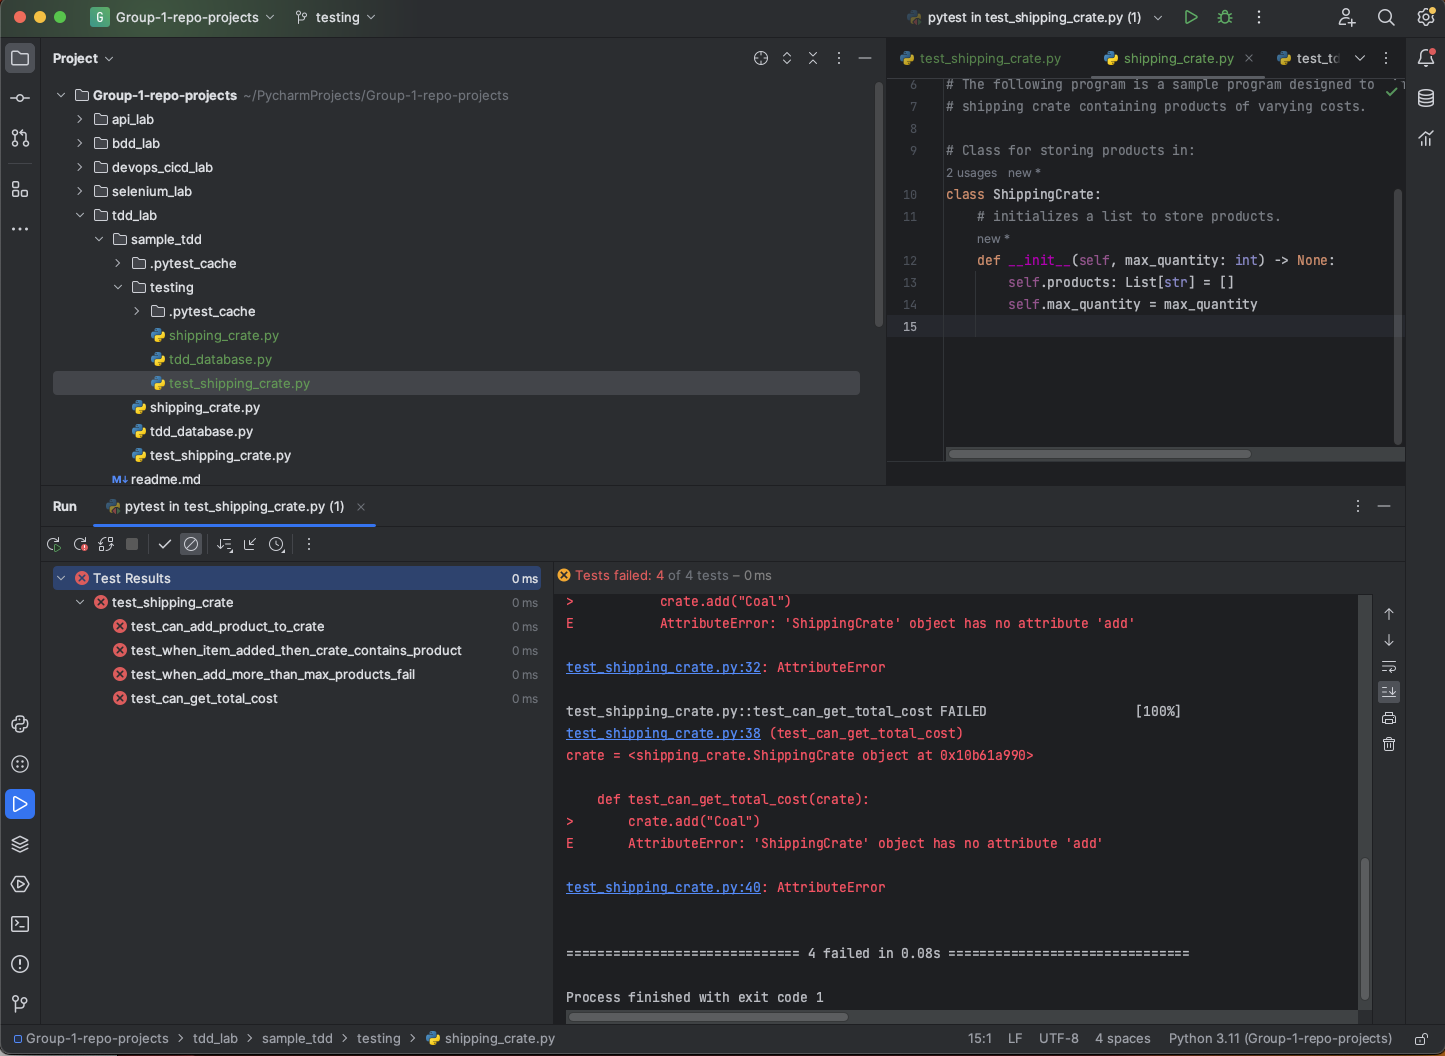 G Group-1-repo-projects testing pytest in test_shipping_crate.py (1)
Project
test_shipping_crate.py shipping_crate.py test_td
Group-1-repo-projects ~/PycharmProjects/Group-1-repo-projects
api_lab
bdd_lab
devops_cicd_lab
selenium_lab
tdd_lab
sample_tdd
.pytest_cache
testing
.pytest_cache
shipping_crate.py
tdd_database.py
test_shipping_crate.py
shipping_crate.py
tdd_database.py
test_shipping_crate.py
M↓ readme.md
6 # The following program is a sample program designed to
7 # shipping crate containing products of varying costs.
8
9 # Class for storing products in:
2 usages new *
10 class ShippingCrate:
11 # initializes a list to store products.
new *
12 def __init__(self, max_quantity: int) -> None:
13 self.products: List[str] = []
14 self.max_quantity = max_quantity
15
Run pytest in test_shipping_crate.py (1)
Test Results 0 ms
test_shipping_crate 0 ms
test_can_add_product_to_crate 0 ms
test_when_item_added_then_crate_contains_product 0 ms
test_when_add_more_than_max_products_fail 0 ms
test_can_get_total_cost 0 ms
Tests failed: 4 of 4 tests – 0 ms
> crate.add("Coal")
E AttributeError: 'ShippingCrate' object has no attribute 'add'
test_shipping_crate.py:32: AttributeError
test_shipping_crate.py::test_can_get_total_cost FAILED [100%]
test_shipping_crate.py:38 (test_can_get_total_cost)
crate = <shipping_crate.ShippingCrate object at 0x10b61a990>
def test_can_get_total_cost(crate):
> crate.add("Coal")
E AttributeError: 'ShippingCrate' object has no attribute 'add'
test_shipping_crate.py:40: AttributeError
============================== 4 failed in 0.08s ===============================
Process finished with exit code 1
Group-1-repo-projects > tdd_lab > sample_tdd > testing > shipping_crate.py 15:1 LF UTF-8 4 spaces Python 3.11 (Group-1-repo-projects)